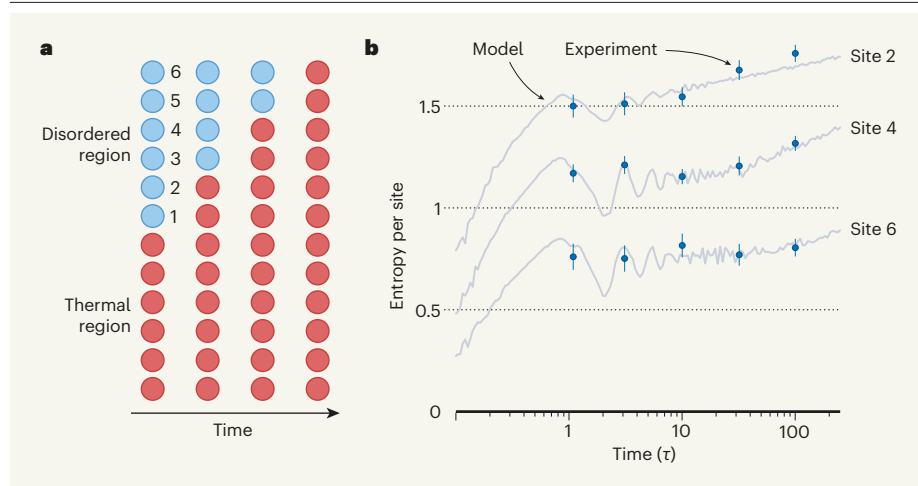 a
6
5
4
3
2
1
Disordered
region
Thermal
region
Time
b
Model
Experiment
Site 2
Site 4
Site 6
Entropy per site
1.5
1
0.5
0
1
10
100
Time (τ)